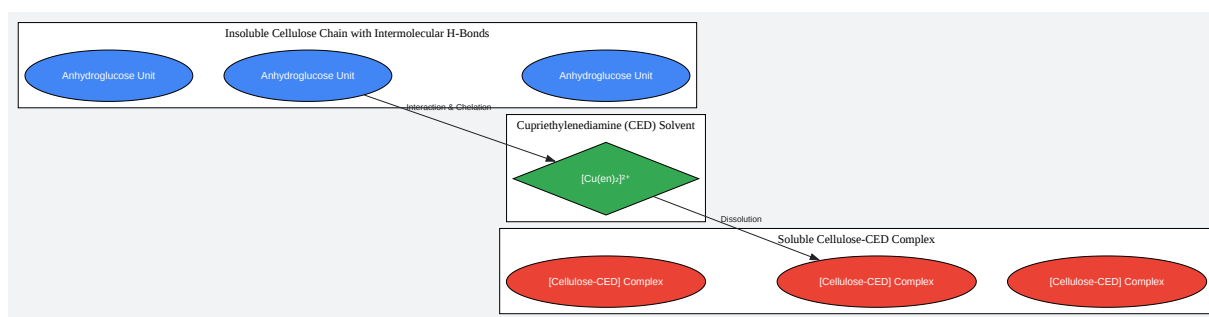 Insoluble Cellulose Chain with Intermolecular H-Bonds
Anhydroglucose Unit
Anhydroglucose Unit
Anhydroglucose Unit
Interaction & Chelation
Cupriethylenediamine (CED) Solvent
[Cu(en)₂]²⁺
Dissolution
Soluble Cellulose-CED Complex
[Cellulose-CED] Complex
[Cellulose-CED] Complex
[Cellulose-CED] Complex